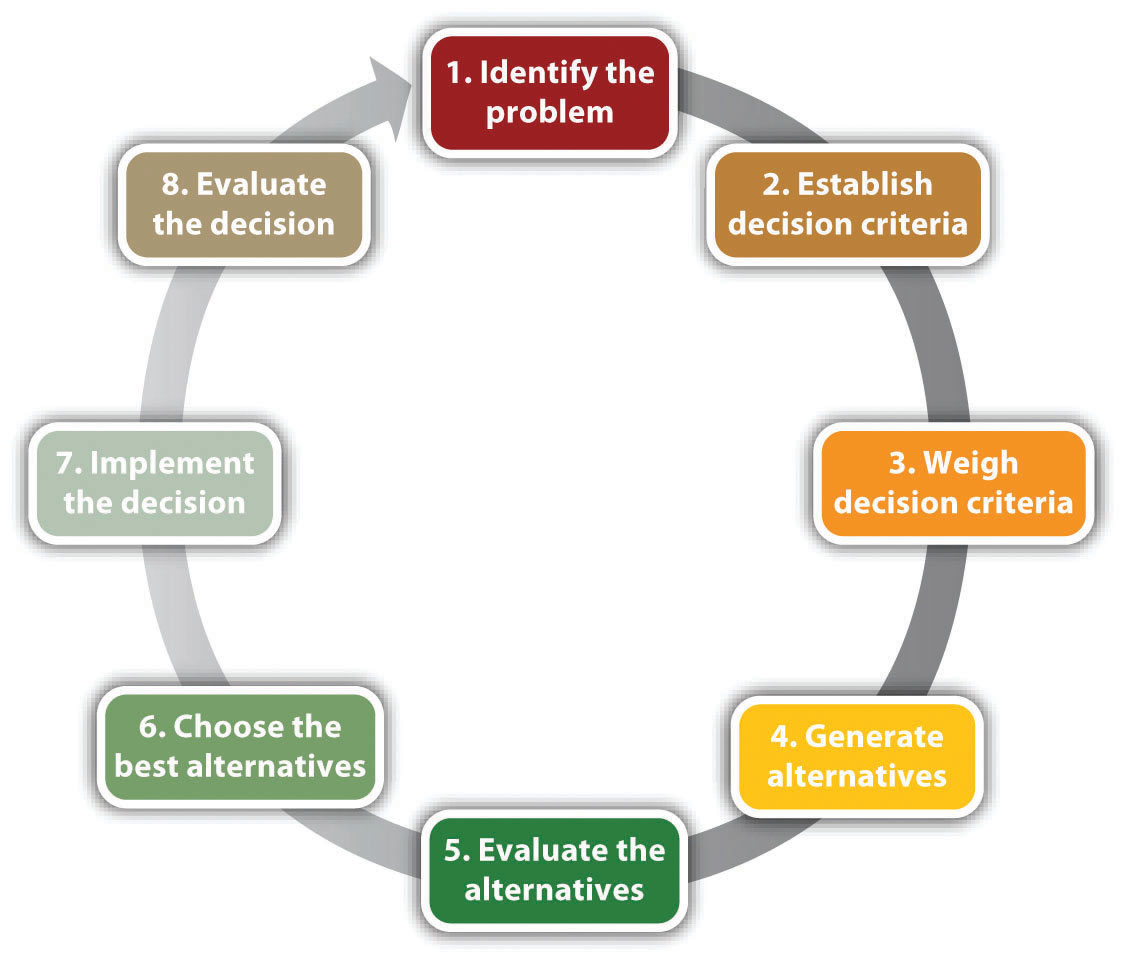 1. Identify the
problem
2. Establish
decision criteria
3. Weigh
decision criteria
4. Generate
alternatives
5. Evaluate the
alternatives
6. Choose the
best alternatives
7. Implement
the decision
8. Evaluate
the decision